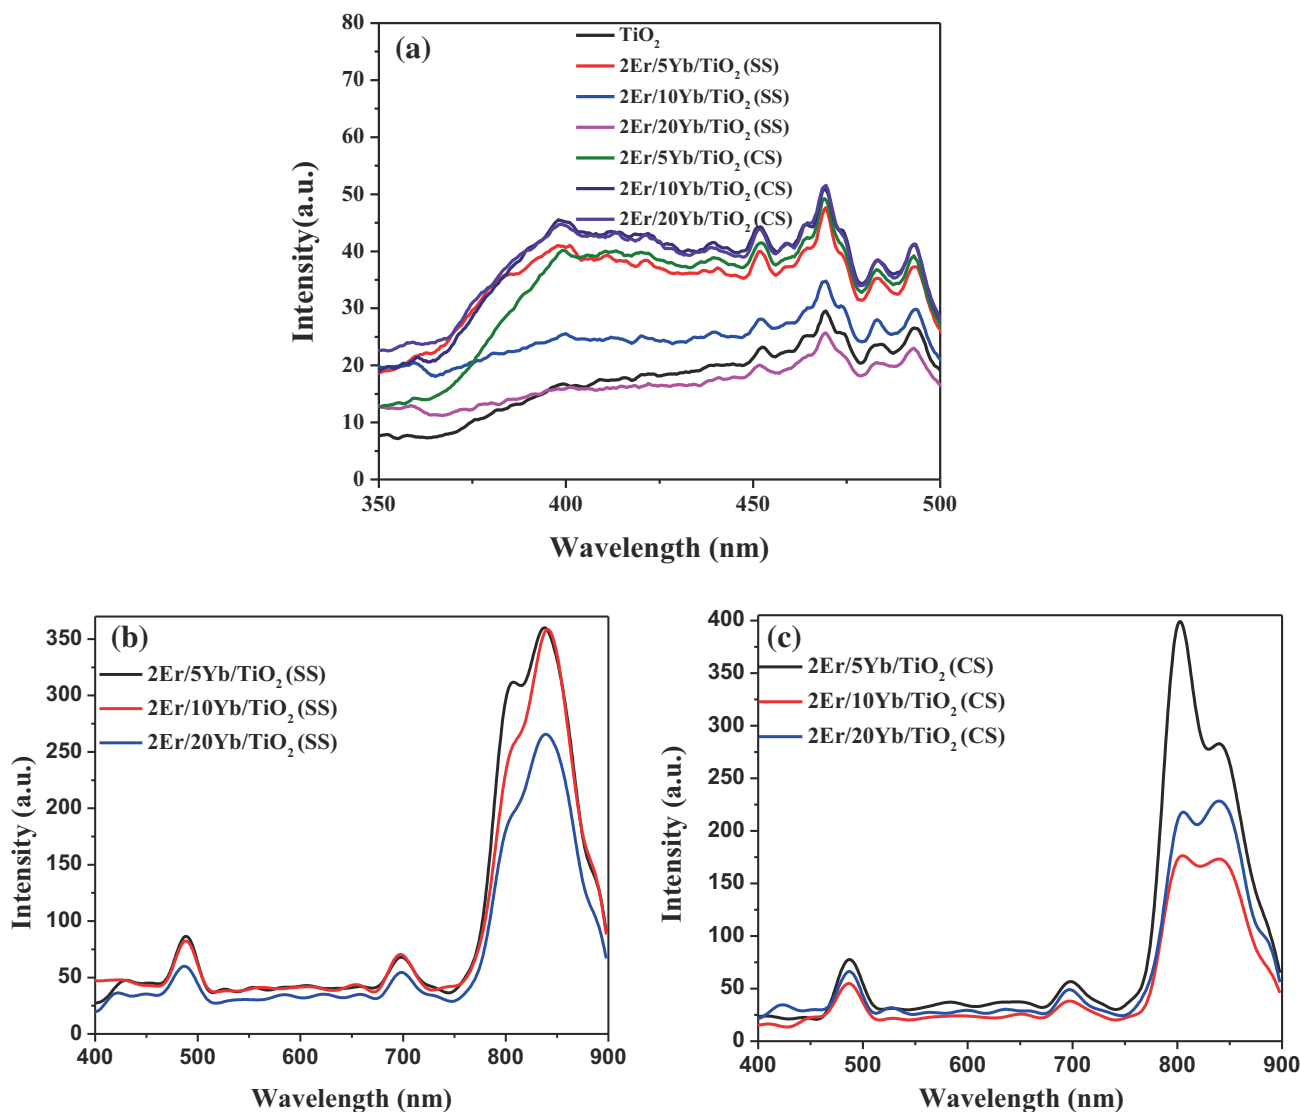 (a)
80
70
60
50
40
30
20
10
0
Intensity(a.u.)
TiO₂
2Er/5Yb/TiO₂(SS)
2Er/10Yb/TiO₂(SS)
2Er/20Yb/TiO₂(SS)
2Er/5Yb/TiO₂(CS)
2Er/10Yb/TiO₂(CS)
2Er/20Yb/TiO₂(CS)
350 400 450 500
Wavelength (nm)
(b)
350
300
250
200
150
100
50
0
Intensity (a.u.)
2Er/5Yb/TiO₂(SS)
2Er/10Yb/TiO₂(SS)
2Er/20Yb/TiO₂(SS)
400 500 600 700 800 900
Wavelength (nm)
(c)
400
350
300
250
200
150
100
50
0
Intensity (a.u.)
2Er/5Yb/TiO₂(CS)
2Er/10Yb/TiO₂(CS)
2Er/20Yb/TiO₂(CS)
400 500 600 700 800 900
Wavelength (nm)